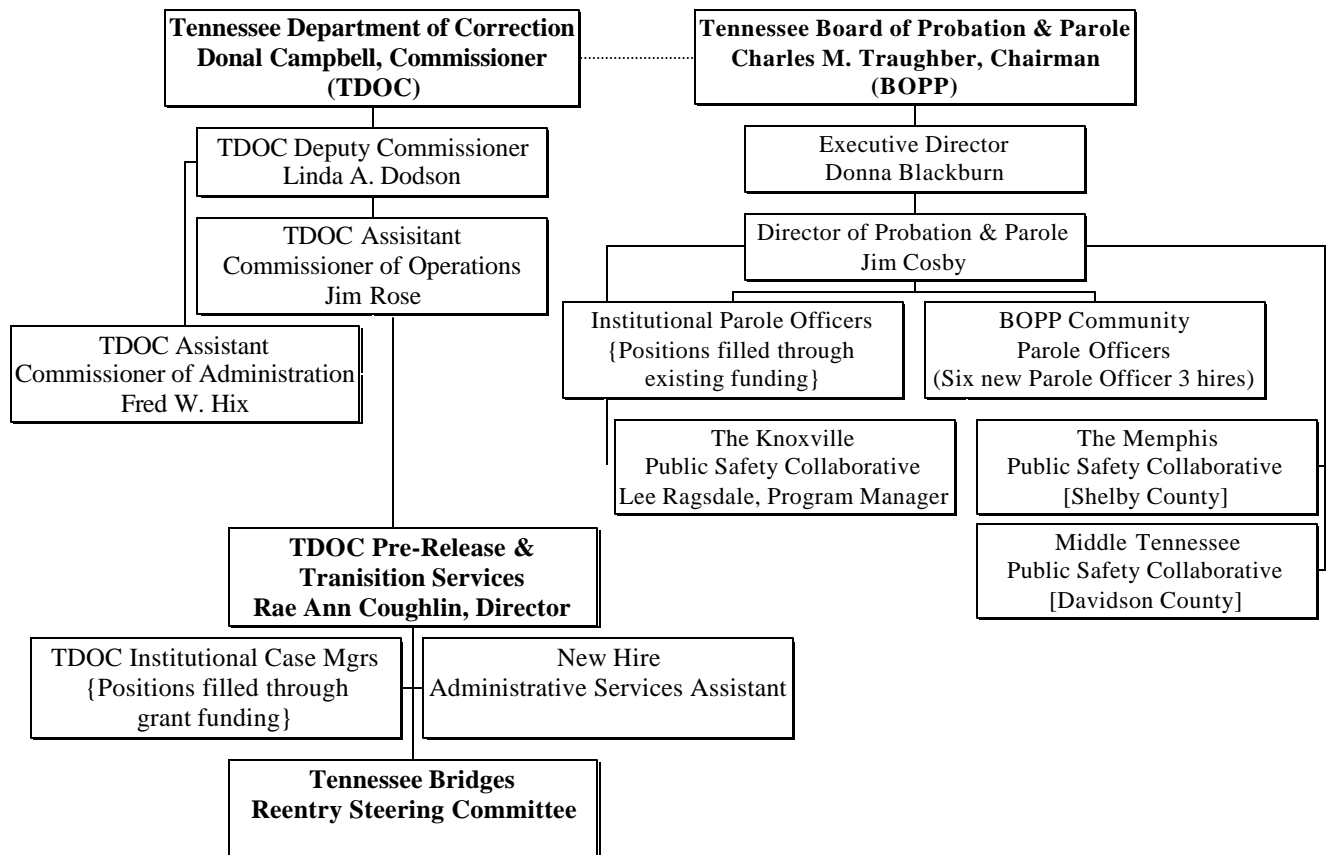 Tennessee Department of Correction
Donal Campbell, Commissioner
(TDOC)
Tennessee Board of Probation & Parole
Charles M. Traughber, Chairman
(BOPP)
TDOC Deputy Commissioner
Linda A. Dodson
Executive Director
Donna Blackburn
TDOC Assisitant
Commissioner of Operations
Jim Rose
Director of Probation & Parole
Jim Cosby
TDOC Assistant
Commissioner of Administration
Fred W. Hix
Institutional Parole Officers
{Positions filled through
existing funding}
BOPP Community
Parole Officers
(Six new Parole Officer 3 hires)
The Knoxville
Public Safety Collaborative
Lee Ragsdale, Program Manager
The Memphis
Public Safety Collaborative
[Shelby County]
TDOC Pre-Release &
Tranisition Services
Rae Ann Coughlin, Director
Middle Tennessee
Public Safety Collaborative
[Davidson County]
TDOC Institutional Case Mgrs
{Positions filled through
grant funding}
New Hire
Administrative Services Assistant
Tennessee Bridges
Reentry Steering Committee